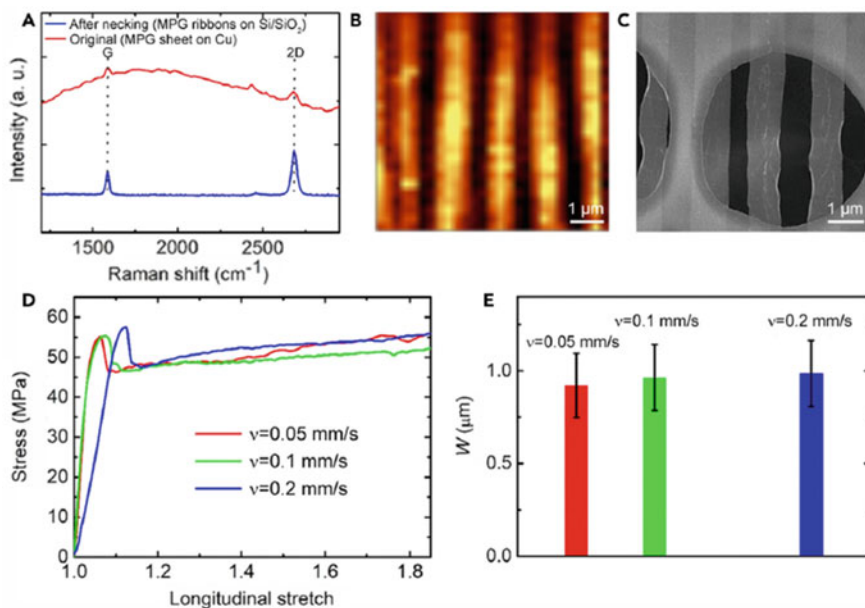 A
After necking (MPG ribbons on Si/SiO₂)
Original (MPG sheet on Cu)
G
2D
Intensity (a. u.)
1500 2000 2500
Raman shift (cm⁻¹)
B
1 µm
C
1 µm
D
60
50
40
30
20
10
0
Stress (MPa)
ν=0.05 mm/s
ν=0.1 mm/s
ν=0.2 mm/s
1.0 1.2 1.4 1.6 1.8
Longitudinal stretch
E
ν=0.05 mm/s
ν=0.1 mm/s
ν=0.2 mm/s
1.0
0.5
0.0
W (µm)